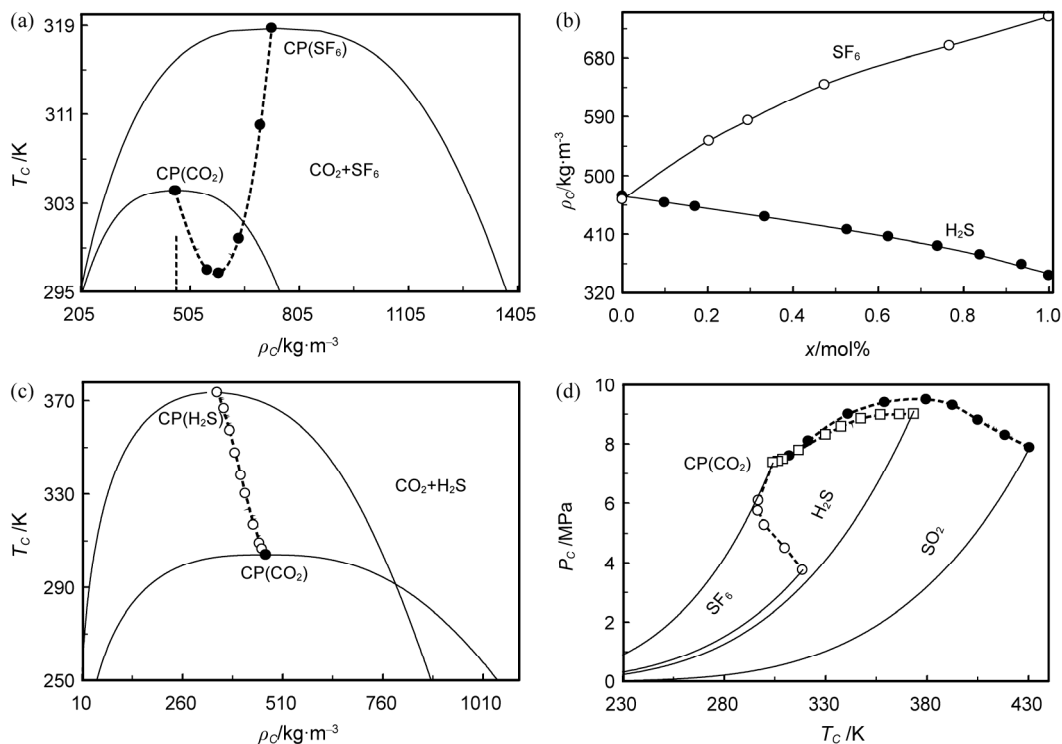 (a)
319
311
303
295
T_C /K
CP(SF₆)
CP(CO₂)
CO₂+SF₆
205 505 805 1105 1405
ρ_C/kg·m⁻³
(b)
680
590
500
410
320
ρ_C/kg·m⁻³
SF₆
H₂S
0.0 0.2 0.4 0.6 0.8 1.0
x/mol%
(c)
370
330
290
250
T_C /K
CP(H₂S)
CO₂+H₂S
CP(CO₂)
10 260 510 760 1010
ρ_C/kg·m⁻³
(d)
10
8
6
4
2
0
P_C /MPa
CP(CO₂)
H₂S
SO₂
SF₆
230 280 330 380 430
T_C /K